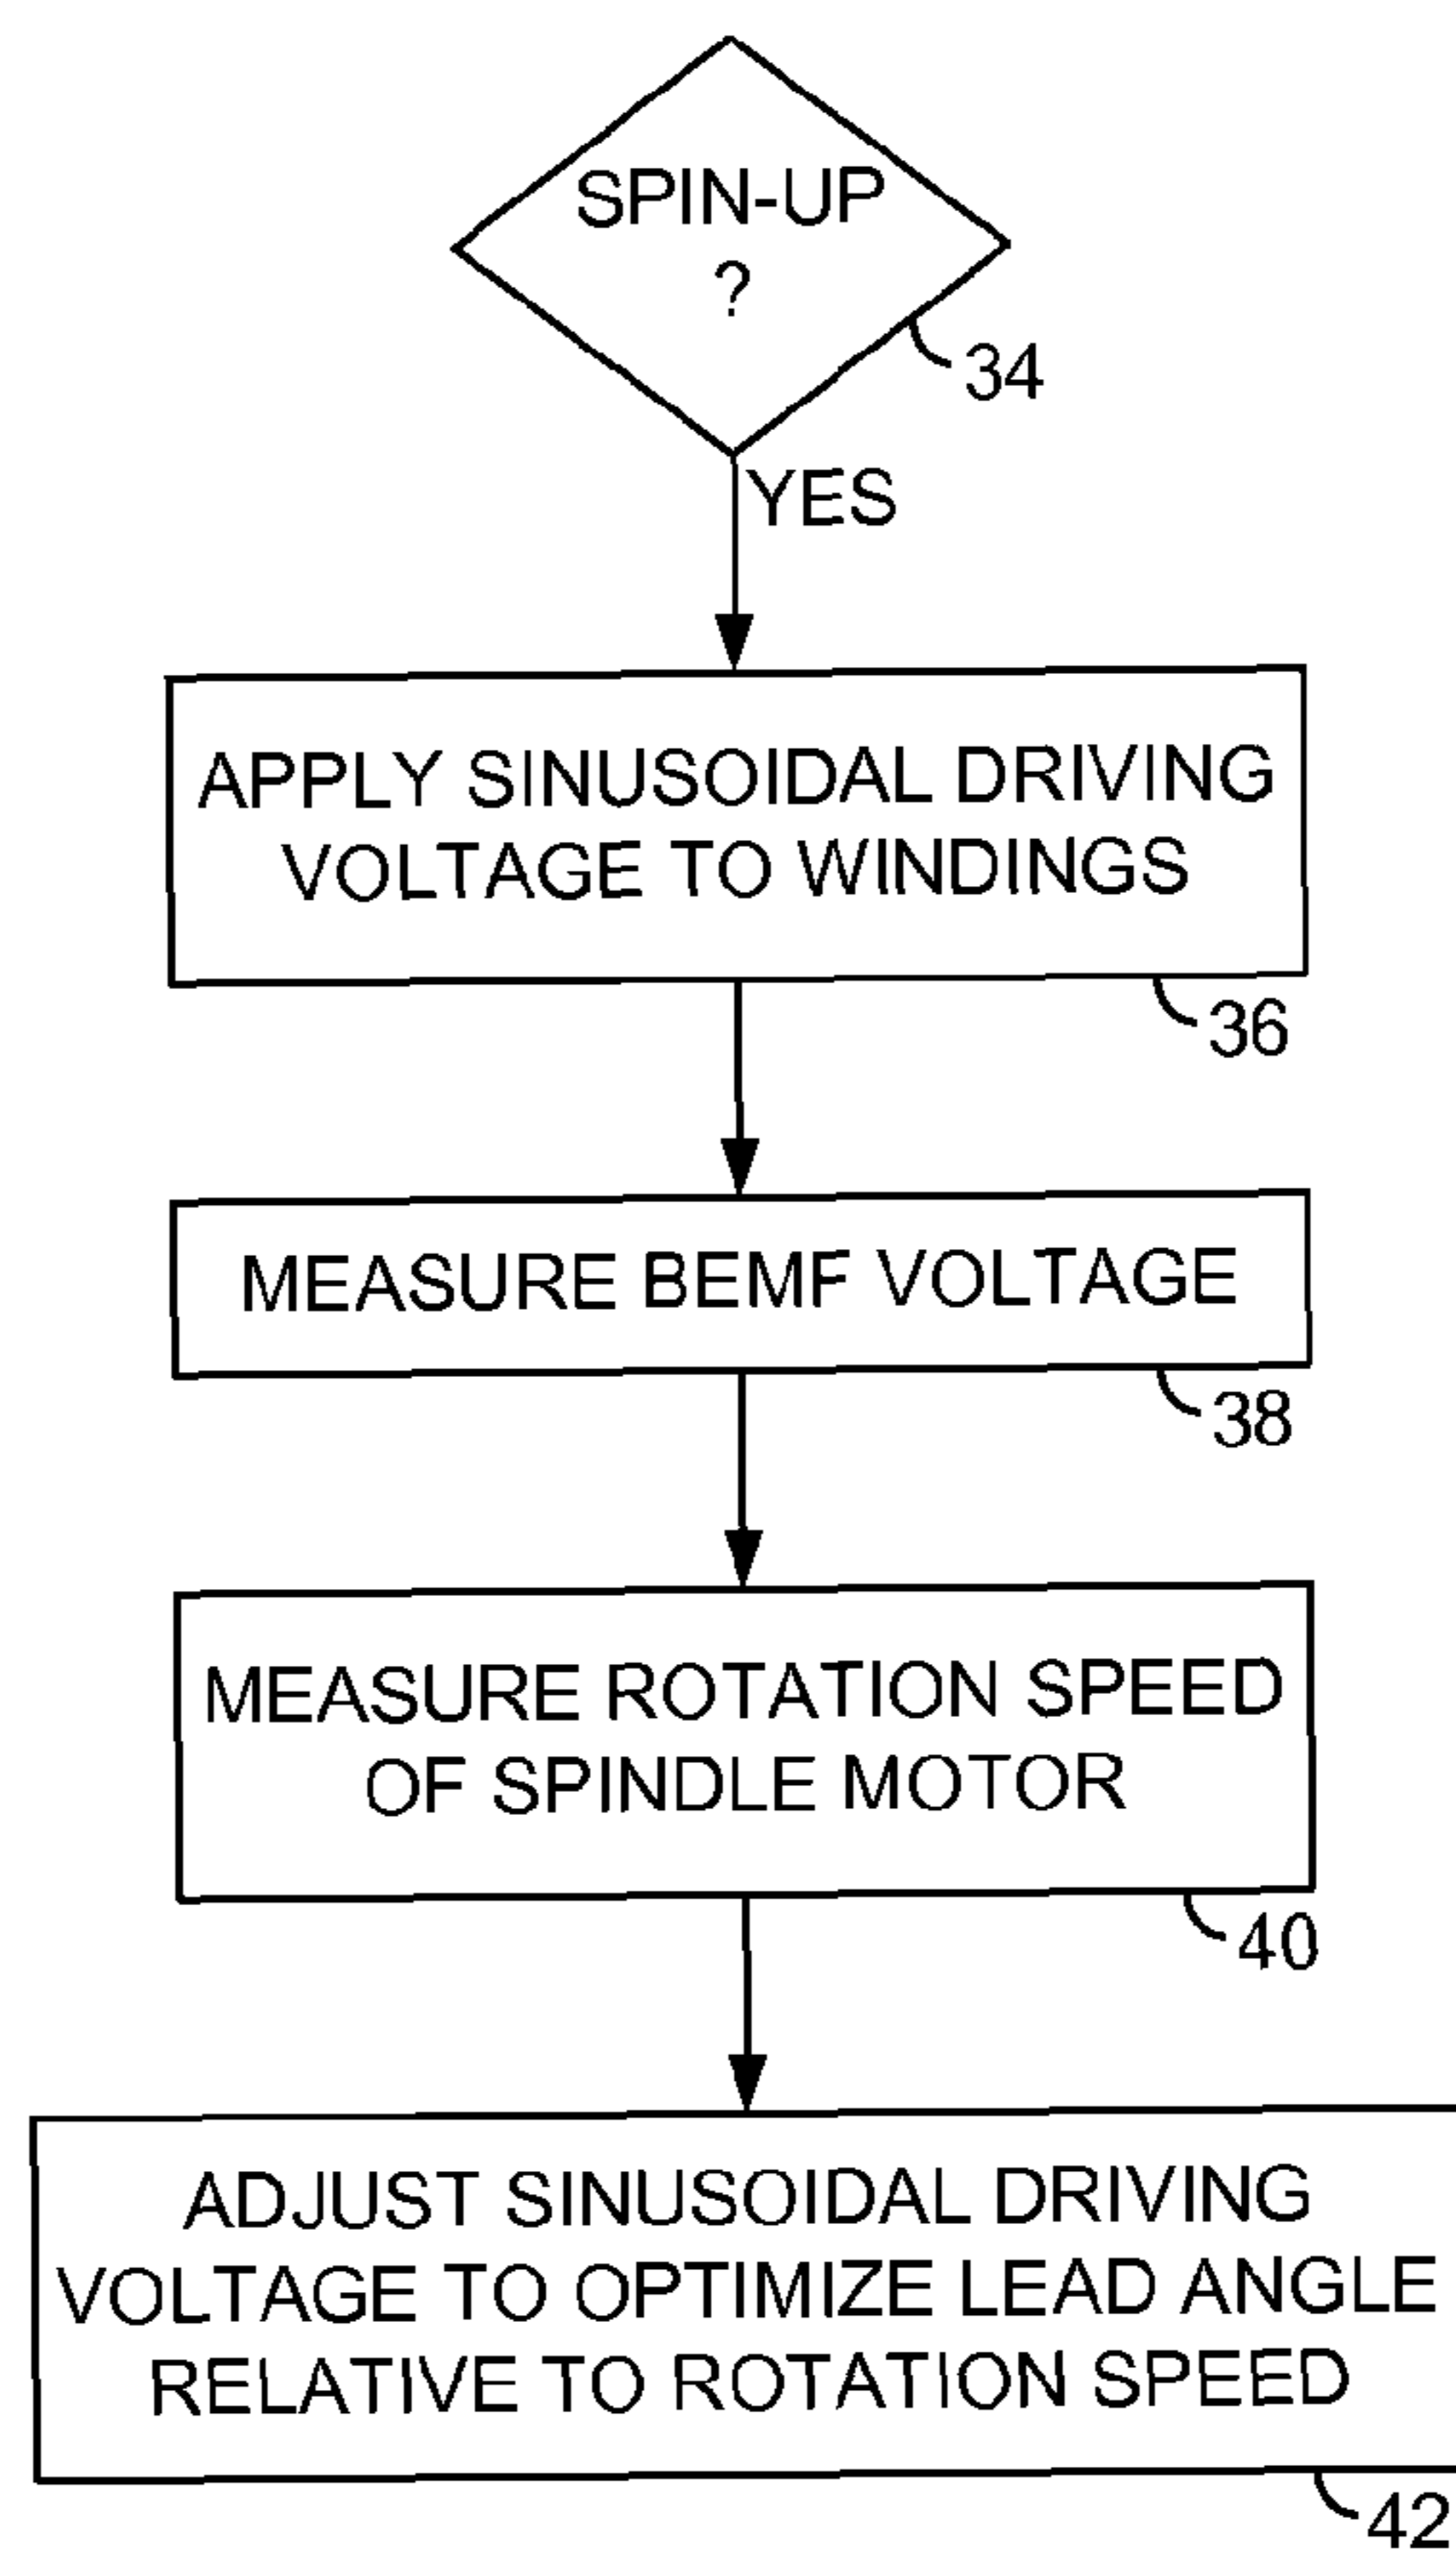 SPIN-UP
?
34
YES
APPLY SINUSOIDAL DRIVING
VOLTAGE TO WINDINGS
36
MEASURE BEMF VOLTAGE
38
MEASURE ROTATION SPEED
OF SPINDLE MOTOR
40
ADJUST SINUSOIDAL DRIVING
VOLTAGE TO OPTIMIZE LEAD ANGLE
RELATIVE TO ROTATION SPEED
42